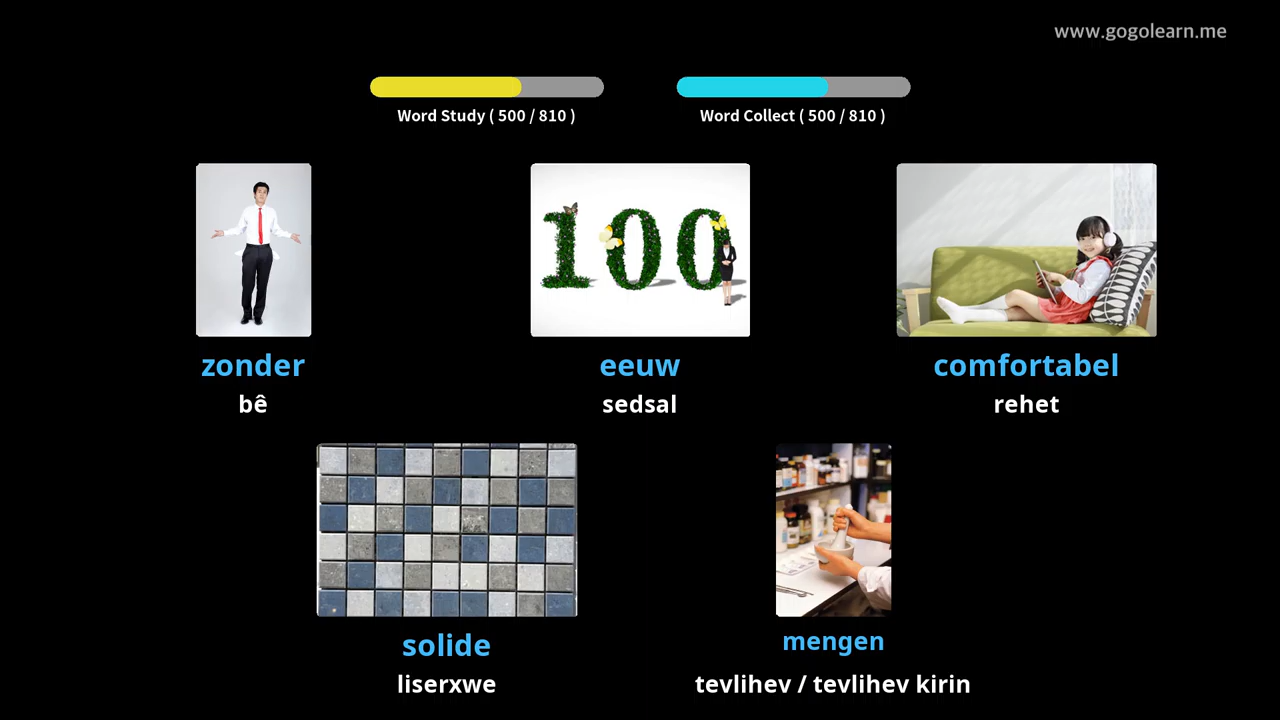 www.gogolearn.me
Word Study ( 500 / 810 )
Word Collect ( 500 / 810 )
100
zonder
bê
eeuw
sedsal
comfortabel
rehet
solide
liserxwe
mengen
tevlihev / tevlihev kirin